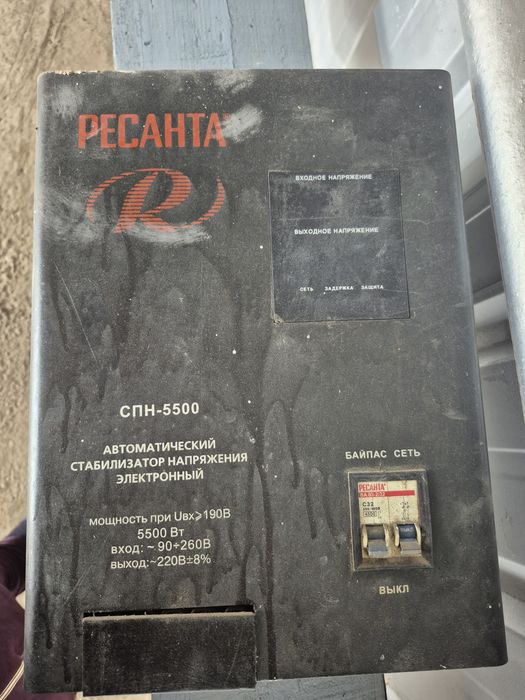 РЕСАНТА
R
ВХОДНОЕ НАПРЯЖЕНИЕ
ВЫХОДНОЕ НАПРЯЖЕНИЕ
СЕТЬ ЗАДЕРЖКА ЗАЩИТА
СПН-5500
АВТОМАТИЧЕСКИЙ
СТАБИЛИЗАТОР НАПРЯЖЕНИЯ
ЭЛЕКТРОННЫЙ
мощность при Uвх⩾190В
5500 Вт
вход: ~ 90÷260В
выход:~220В±8%
БАЙПАС СЕТЬ
РЕСАНТА
C32
ВЫКЛ